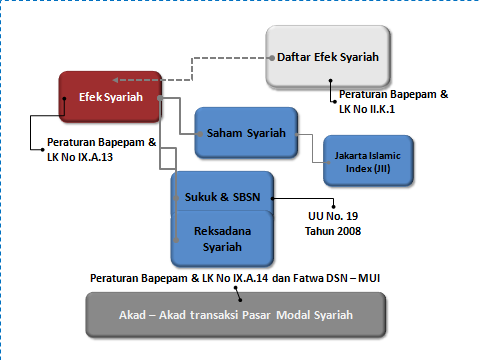 Daftar Efek Syariah
Efek Syariah
Peraturan Bapepam &
LK No II.K.1
Saham Syariah
Peraturan Bapepam &
LK No IX.A.13
Jakarta Islamic
Index (JII)
Sukuk & SBSN
UU No. 19
Tahun 2008
Reksadana
Syariah
Peraturan Bapepam & LK No IX.A.14 dan Fatwa DSN – MUI
Akad – Akad transaksi Pasar Modal Syariah